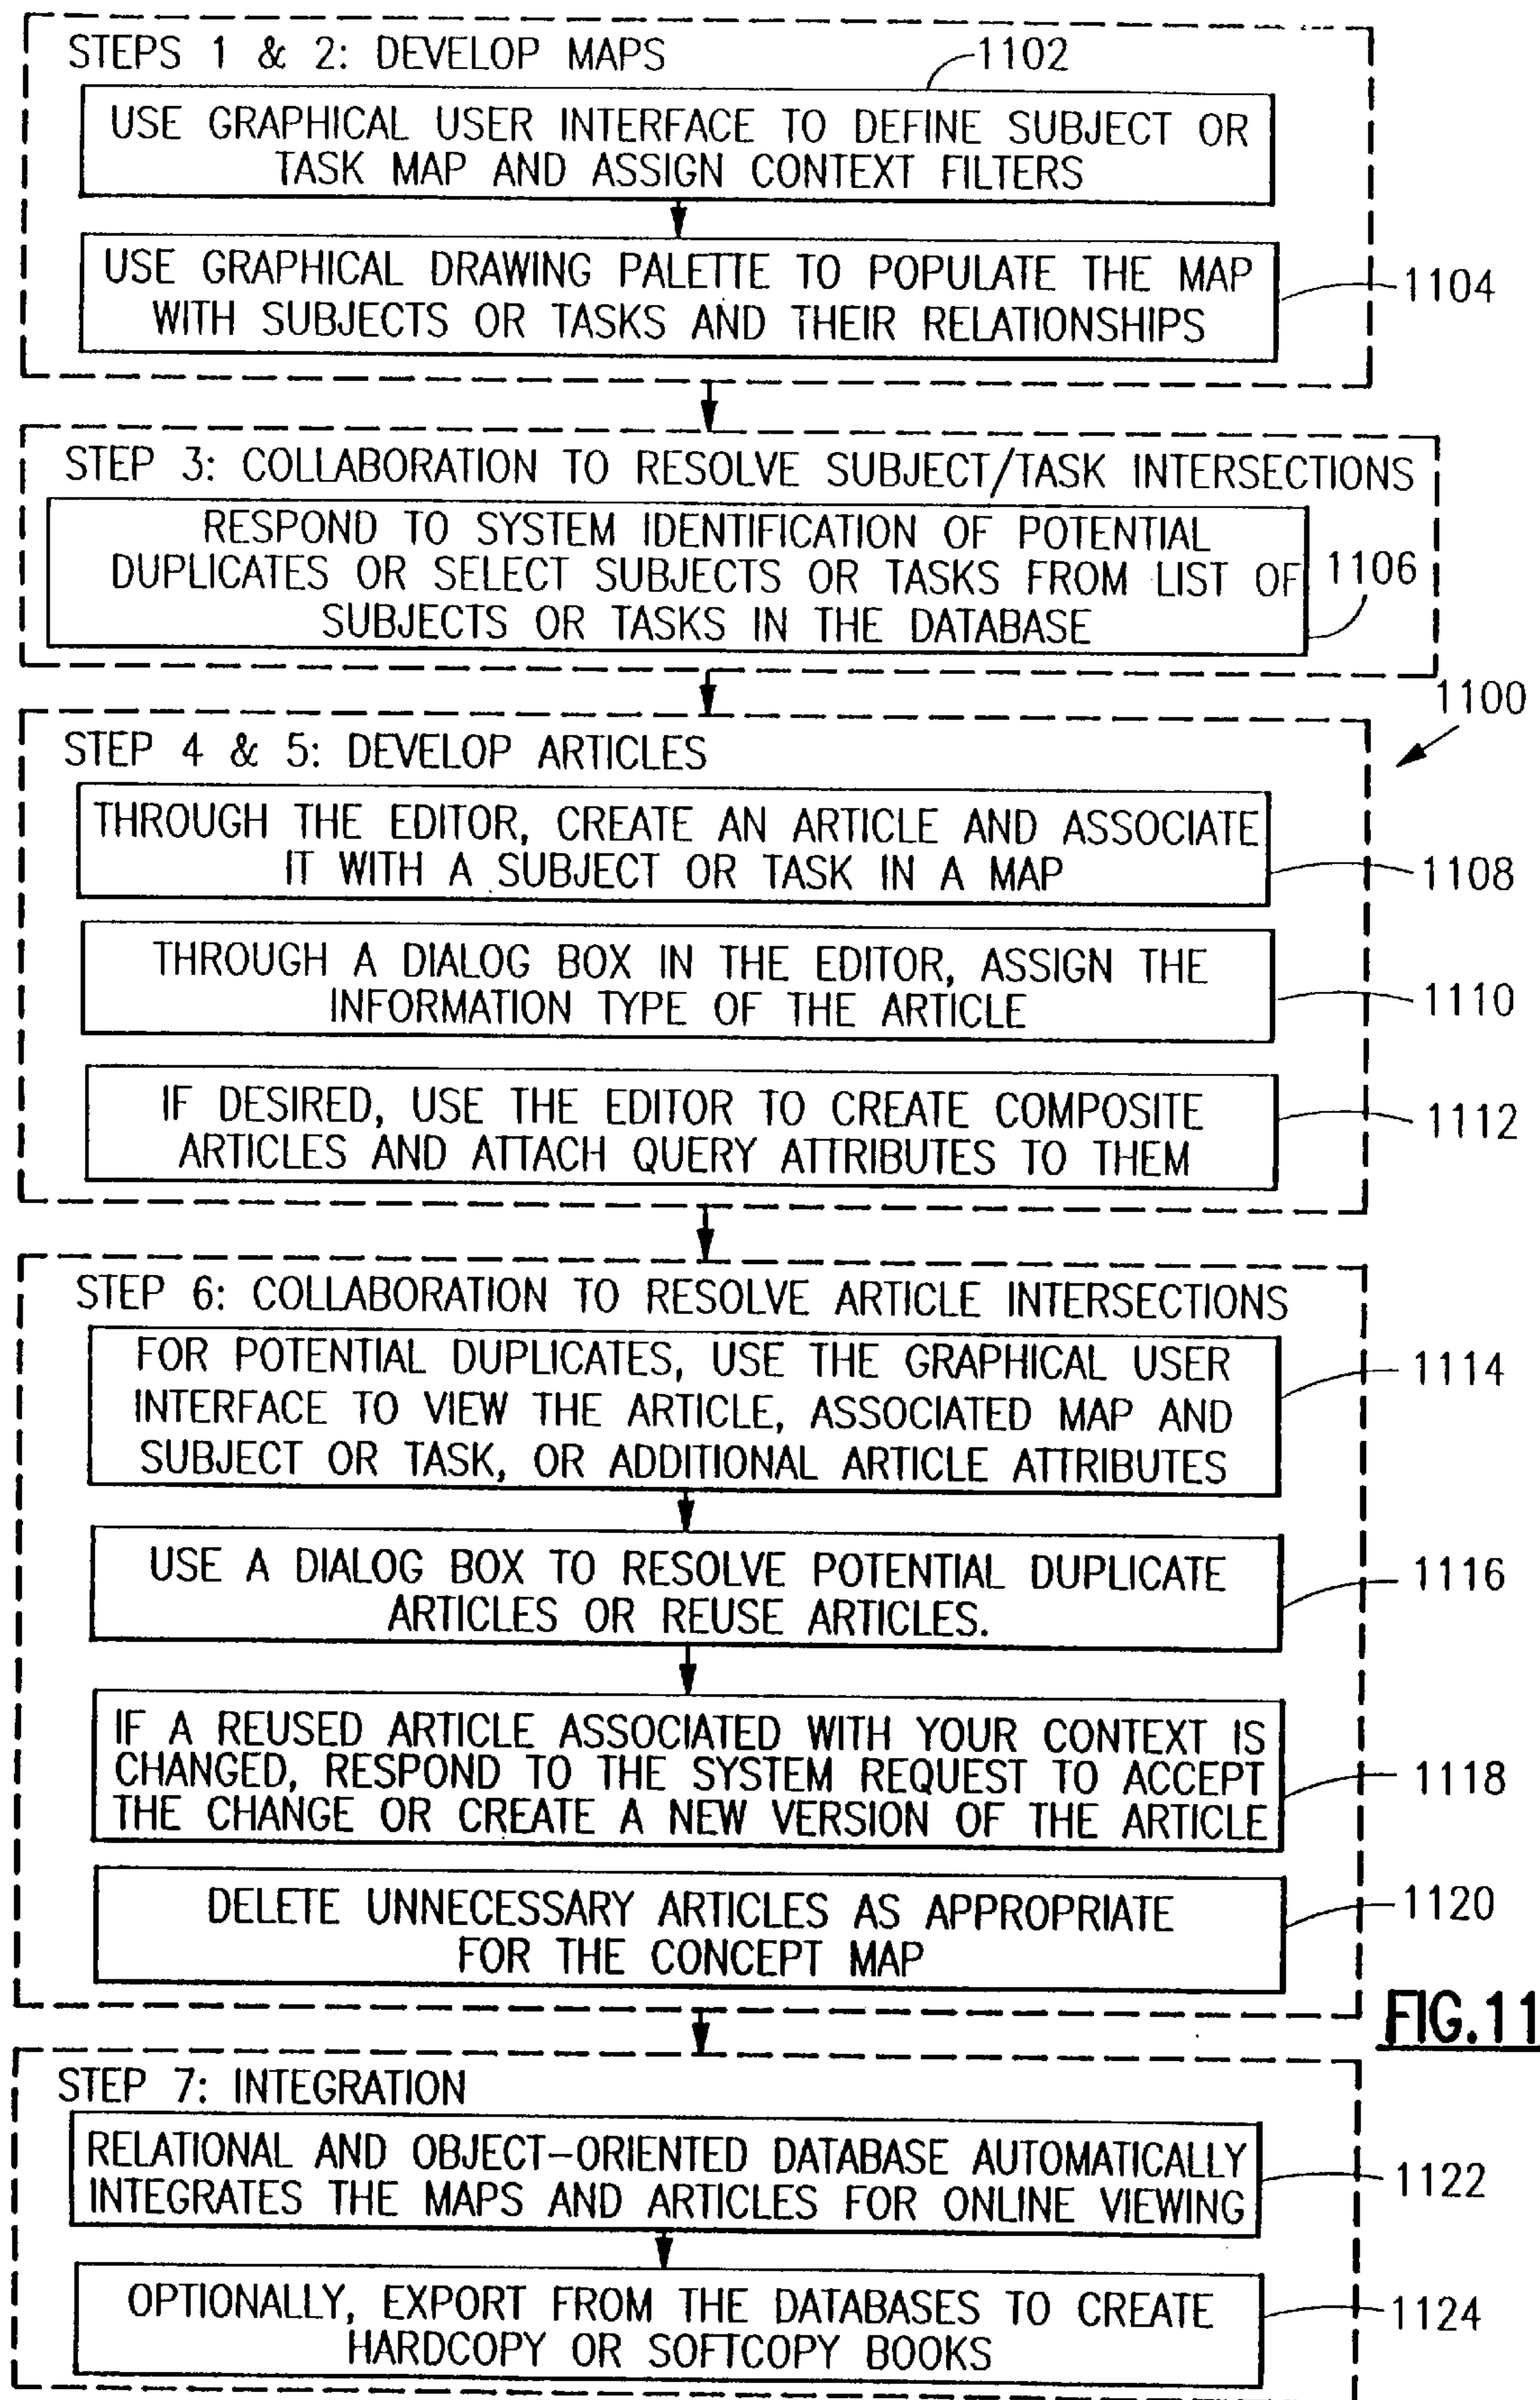 STEPS 1 & 2: DEVELOP MAPS
1102
USE GRAPHICAL USER INTERFACE TO DEFINE SUBJECT OR
TASK MAP AND ASSIGN CONTEXT FILTERS
USE GRAPHICAL DRAWING PALETTE TO POPULATE THE MAP
WITH SUBJECTS OR TASKS AND THEIR RELATIONSHIPS
1104
STEP 3: COLLABORATION TO RESOLVE SUBJECT/TASK INTERSECTIONS
RESPOND TO SYSTEM IDENTIFICATION OF POTENTIAL
DUPLICATES OR SELECT SUBJECTS OR TASKS FROM LIST OF
SUBJECTS OR TASKS IN THE DATABASE
1106
1100
STEP 4 & 5: DEVELOP ARTICLES
THROUGH THE EDITOR, CREATE AN ARTICLE AND ASSOCIATE
IT WITH A SUBJECT OR TASK IN A MAP
1108
THROUGH A DIALOG BOX IN THE EDITOR, ASSIGN THE
INFORMATION TYPE OF THE ARTICLE
1110
IF DESIRED, USE THE EDITOR TO CREATE COMPOSITE
ARTICLES AND ATTACH QUERY ATTRIBUTES TO THEM
1112
STEP 6: COLLABORATION TO RESOLVE ARTICLE INTERSECTIONS
FOR POTENTIAL DUPLICATES, USE THE GRAPHICAL USER
INTERFACE TO VIEW THE ARTICLE, ASSOCIATED MAP AND
SUBJECT OR TASK, OR ADDITIONAL ARTICLE ATTRIBUTES
1114
USE A DIALOG BOX TO RESOLVE POTENTIAL DUPLICATE
ARTICLES OR REUSE ARTICLES.
1116
IF A REUSED ARTICLE ASSOCIATED WITH YOUR CONTEXT IS
CHANGED, RESPOND TO THE SYSTEM REQUEST TO ACCEPT
THE CHANGE OR CREATE A NEW VERSION OF THE ARTICLE
1118
DELETE UNNECESSARY ARTICLES AS APPROPRIATE
FOR THE CONCEPT MAP
1120
FIG.11
STEP 7: INTEGRATION
RELATIONAL AND OBJECT-ORIENTED DATABASE AUTOMATICALLY
INTEGRATES THE MAPS AND ARTICLES FOR ONLINE VIEWING
1122
OPTIONALLY, EXPORT FROM THE DATABASES TO CREATE
HARDCOPY OR SOFTCOPY BOOKS
1124